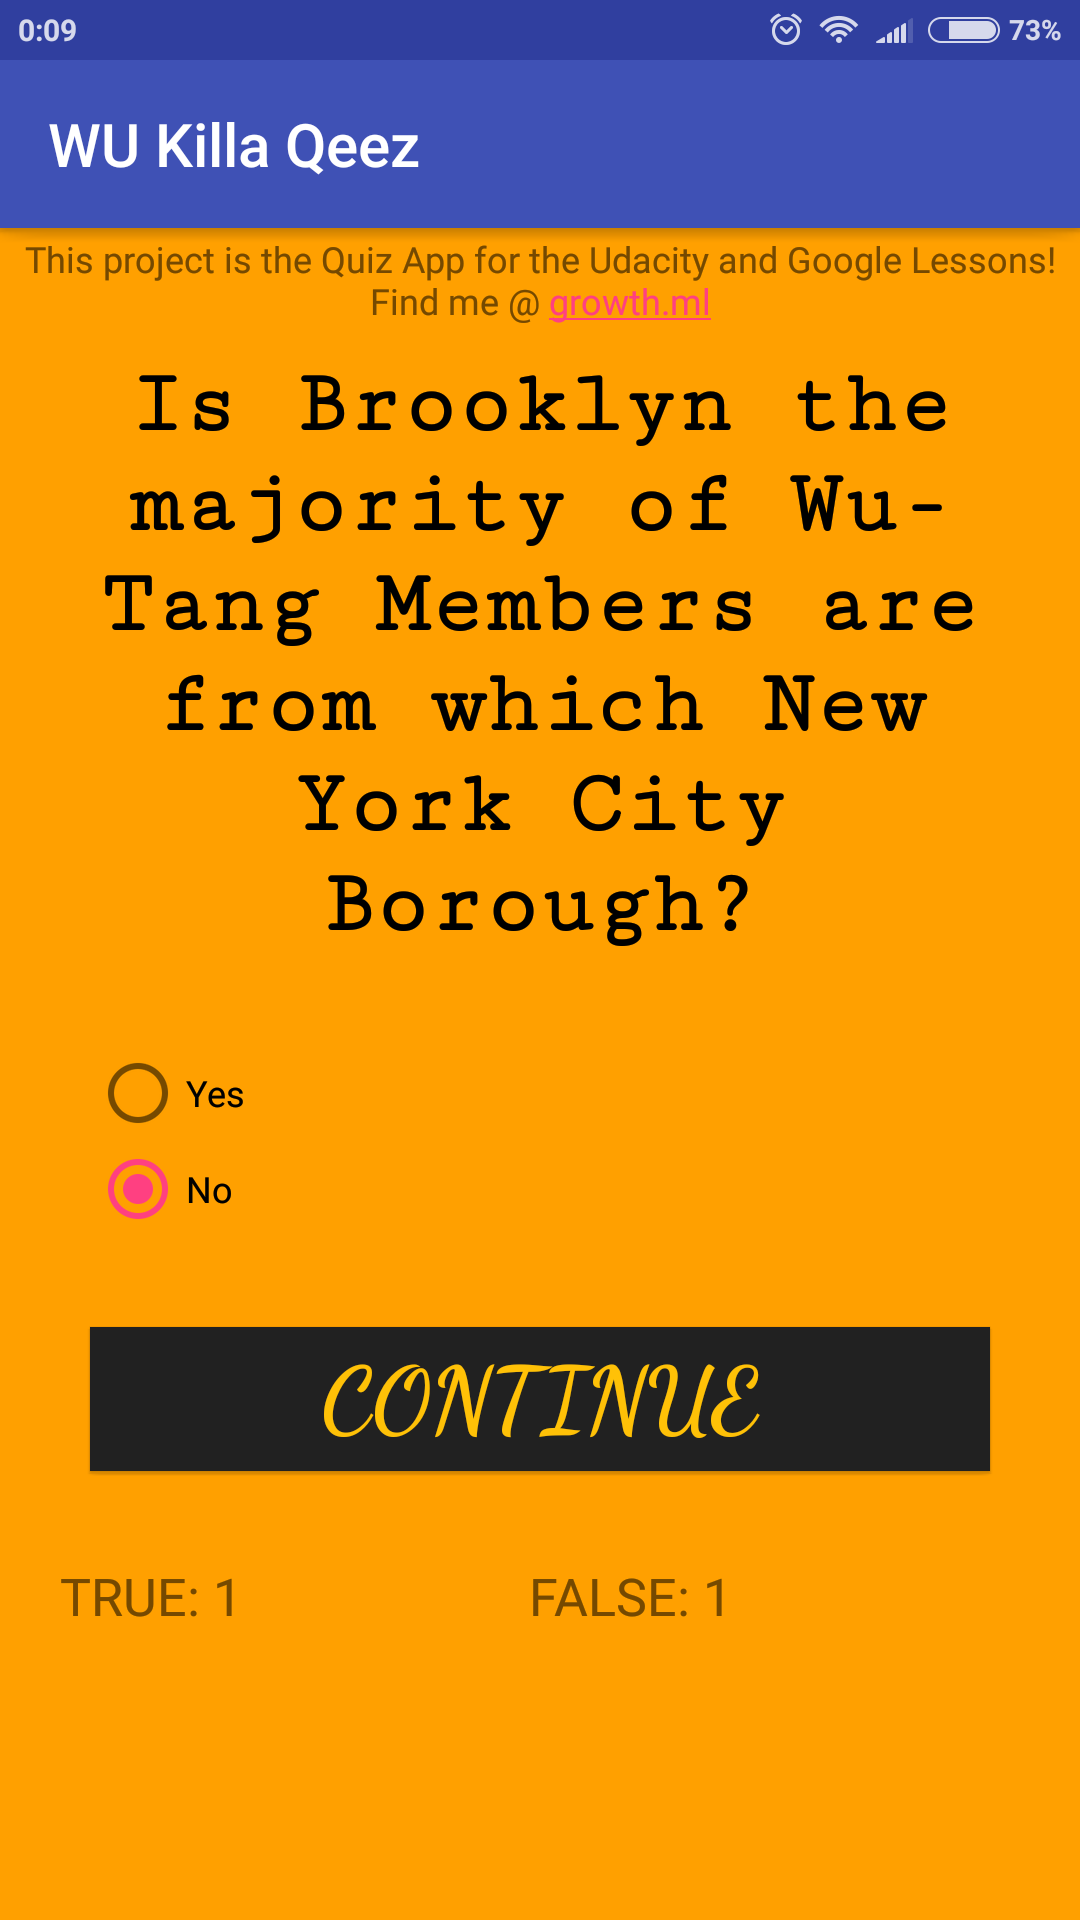 0:09 73%
WU Killa Qeez
This project is the Quiz App for the Udacity and Google Lessons!
Find me @ growth.ml
Is Brooklyn the
majority of Wu-
Tang Members are
from which New
York City
Borough?
Yes
No
CONTINUE
TRUE: 1 FALSE: 1